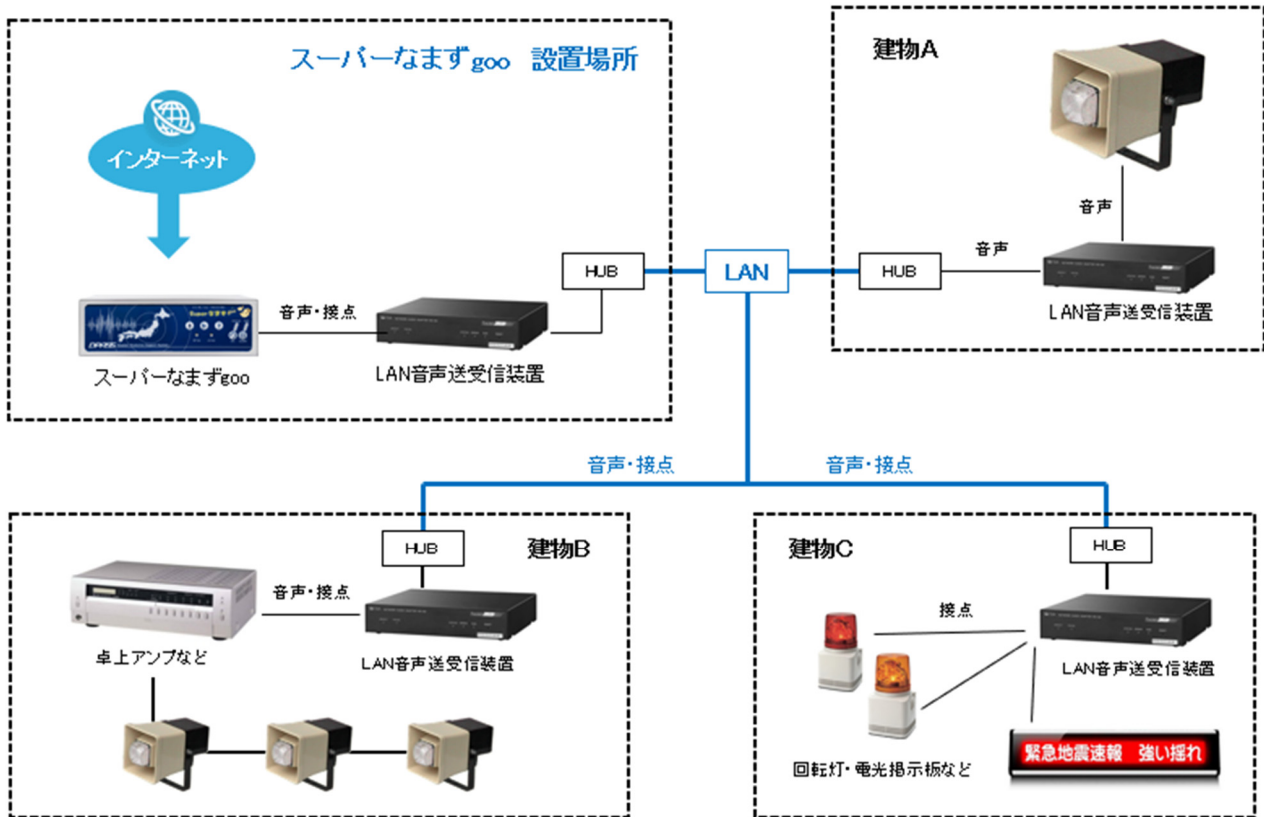 スーパーなまずgoo 設置場所
インターネット
HUB
音声・接点
スーパーなまずgoo
LAN音声送受信装置
LAN
建物A
音声
HUB
音声
LAN音声送受信装置
音声・接点
音声・接点
建物B
HUB
音声・接点
卓上アンプなど
LAN音声送受信装置
建物C
HUB
接点
LAN音声送受信装置
回転灯・電光掲示板など
緊急地震速報 強い揺れ